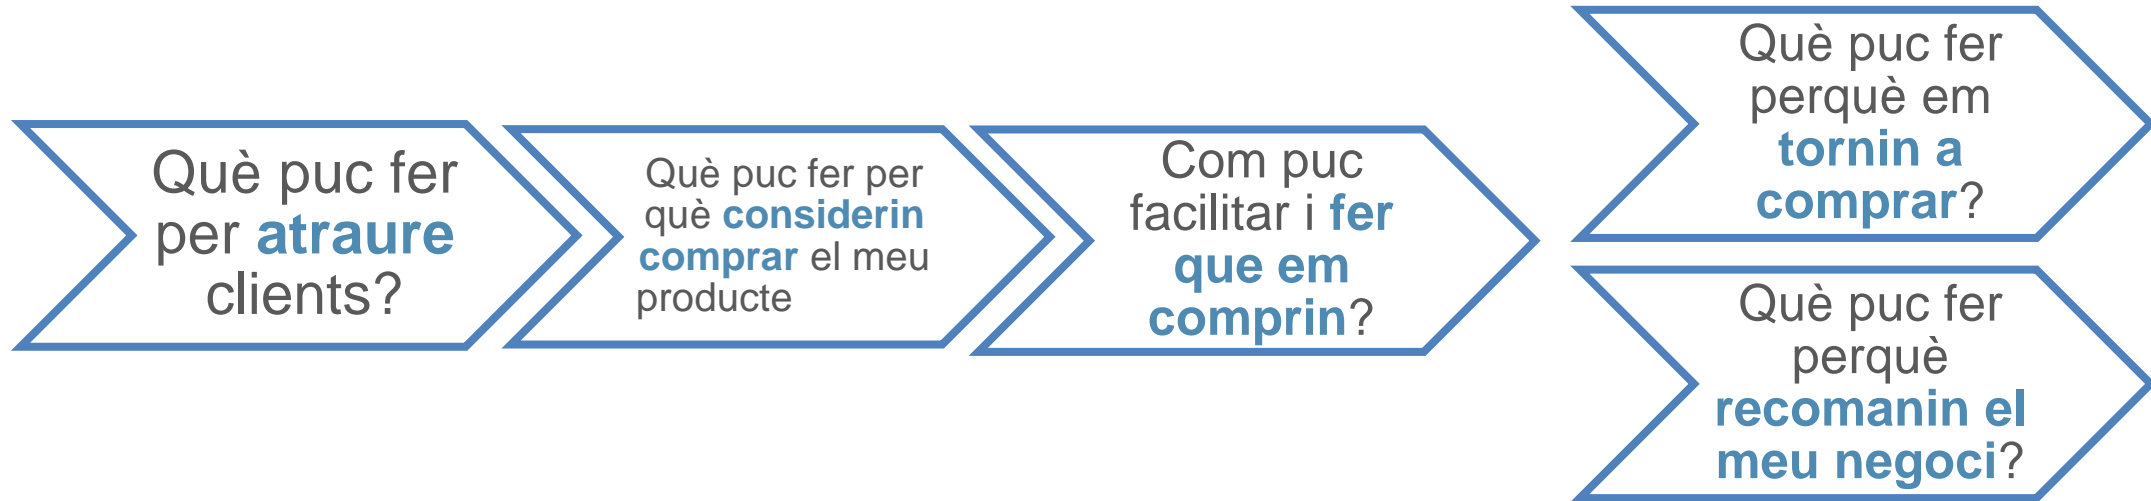 Què puc fer
per atraure
clients?
Què puc fer per
què considerin
comprar el meu
producte
Com puc
facilitar i fer
que em
comprin?
Què puc fer
perquè em
tornin a
comprar?
Què puc fer
perquè
recomanin el
meu negoci?